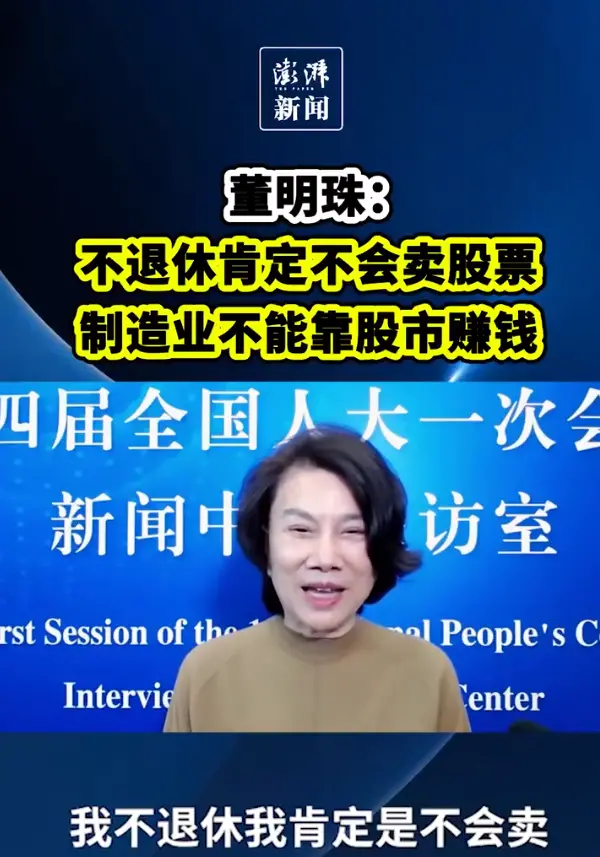 澎湃
THE PAPER
新闻
董明珠:
不退休肯定不会卖股票
制造业不能靠股市赚钱
四届全国人大一次会
新闻中 访室
rst Session of the nal People's C
Intervie Center
我不退休我肯定是不会卖